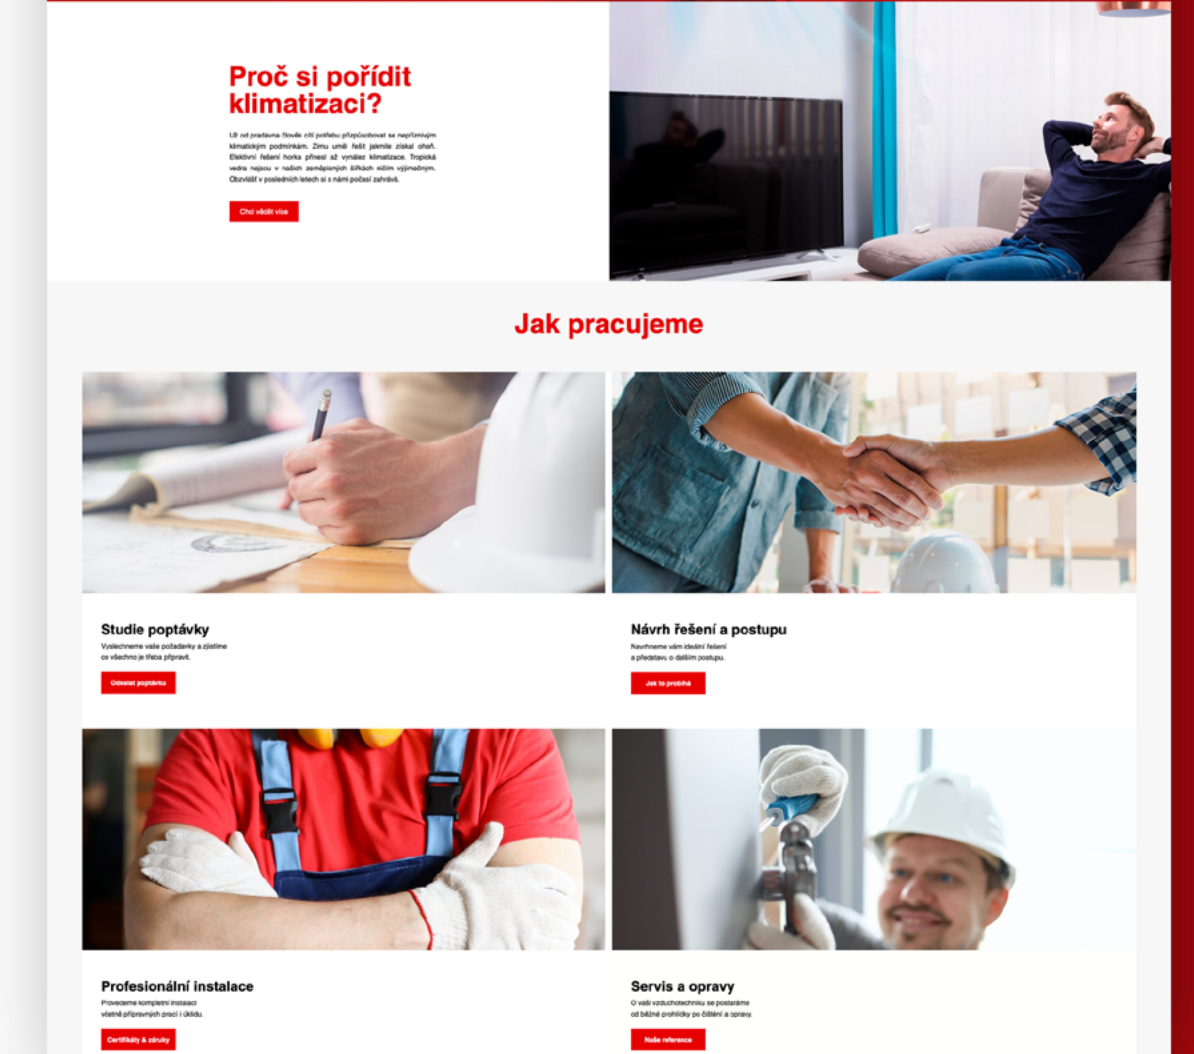 Proč si pořídit
klimatizaci?
Už od pradávna člověk cítí potřebu přizpůsobovat se nepříznivým
klimatickým podmínkám. Zimu uměl řešit jakmile získal oheň.
Efektivní řešení horka přinesl až vynález klimatizace. Tropická
vedra nejsou v našich zeměpisných šířkách ničím výjimečným.
Obzvlášť v posledních letech si s námi počasí zahrává.
Chci vědět více
Jak pracujeme
Studie poptávky
Vyslechneme vaše požadavky a zjistíme
co všechno je třeba připravit.
Odeslat poptávku
Návrh řešení a postupu
Navrhneme vám ideální řešení
a představu o dalším postupu.
Jak to probíhá
Profesionální instalace
Provedeme kompletní instalaci
včetně přípravných prací i úklidu.
Certifikáty & záruky
Servis a opravy
O vaši vzduchotechniku se postaráme
od běžné prohlídky po čištění a opravy.
Naše reference